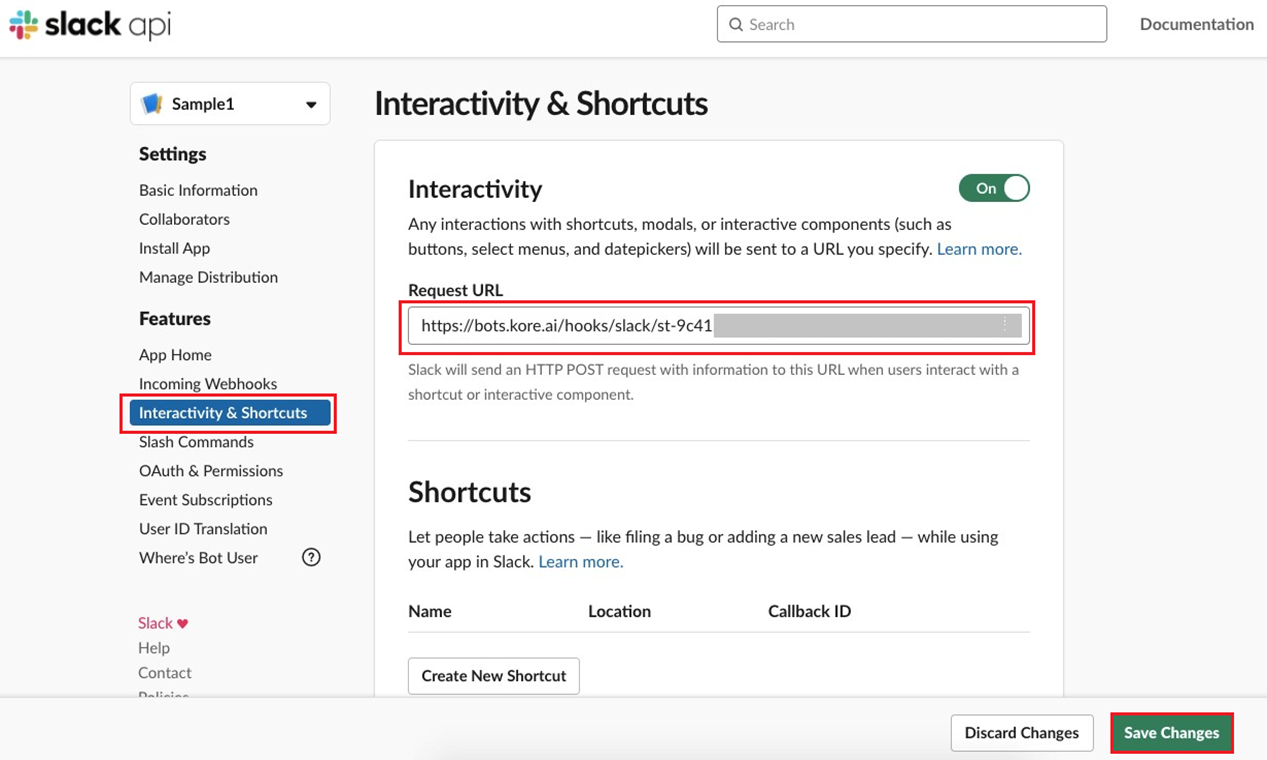 slack api
Search
Documentation
Sample1
Settings
Basic Information
Collaborators
Install App
Manage Distribution
Features
App Home
Incoming Webhooks
Interactivity & Shortcuts
Slash Commands
OAuth & Permissions
Event Subscriptions
User ID Translation
Where's Bot User
Slack
Help
Contact
Policies
Interactivity & Shortcuts
Interactivity
On
Any interactions with shortcuts, modals, or interactive components (such as
buttons, select menus, and datepickers) will be sent to a URL you specify. Learn more.
Request URL
https://bots.kore.ai/hooks/slack/st-9c41
Slack will send an HTTP POST request with information to this URL when users interact with a
shortcut or interactive component.
Shortcuts
Let people take actions — like filing a bug or adding a new sales lead — while using
your app in Slack. Learn more.
Name Location Callback ID
Create New Shortcut
Discard Changes
Save Changes